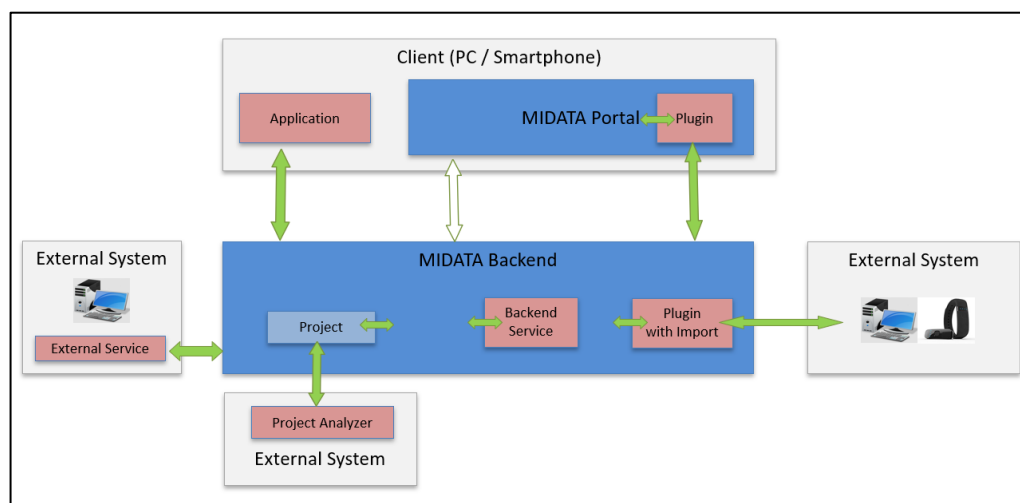 Client (PC / Smartphone)
Application
MIDATA Portal
Plugin
External System
External Service
MIDATA Backend
Project
Backend
Service
Plugin
with Import
External System
Project Analyzer
External System